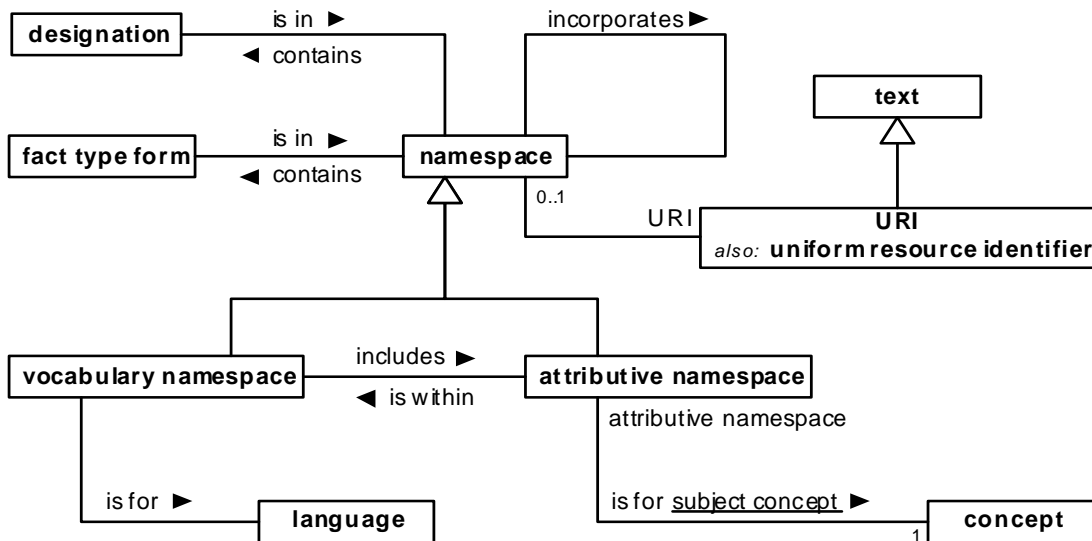 designation
is in ►
◄ contains
incorporates ►
text
fact type form
is in ►
◄ contains
namespace
0..1
URI
URI
also: uniform resource identifier
vocabulary namespace
includes ►
◄ is within
attributive namespace
attributive namespace
is for ►
language
is for subject concept ►
1
concept